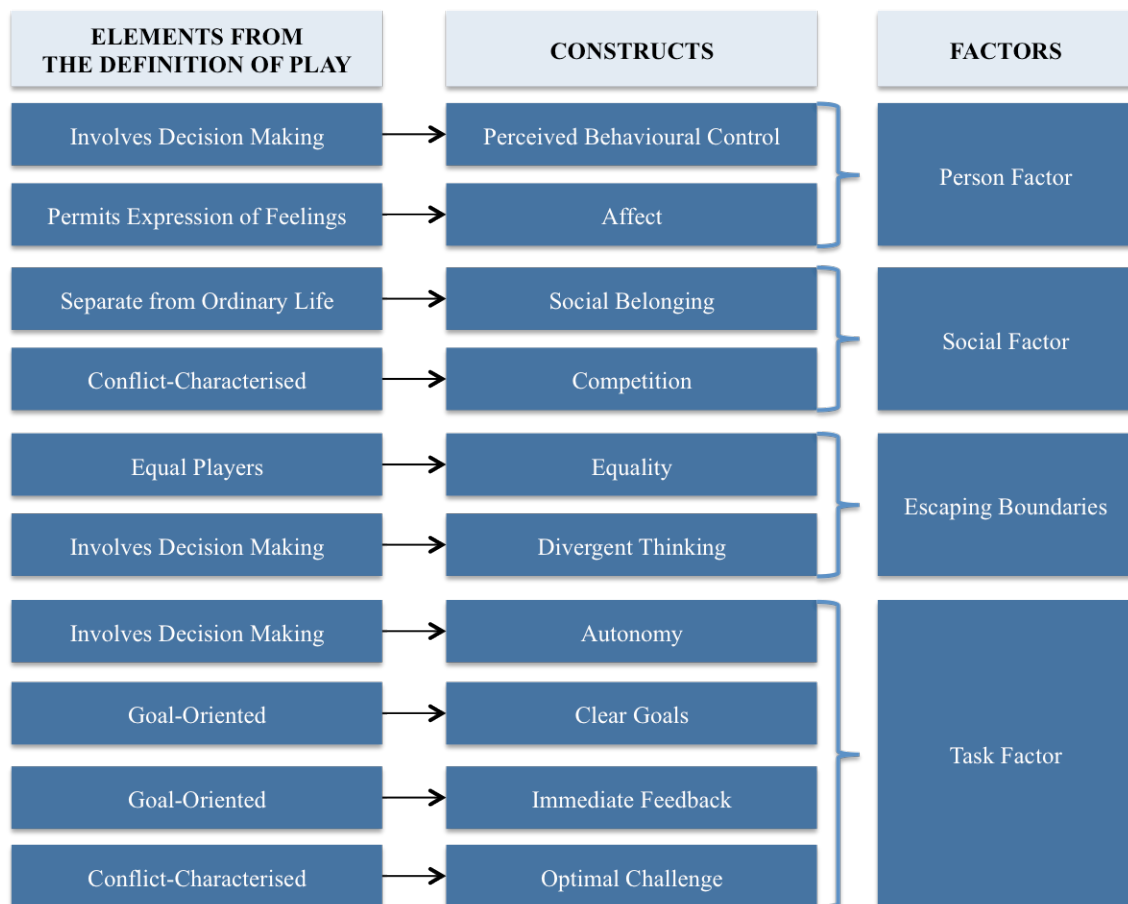 ELEMENTS FROM
THE DEFINITION OF PLAY
CONSTRUCTS
FACTORS
Involves Decision Making
Perceived Behavioural Control
Person Factor
Permits Expression of Feelings
Affect
Separate from Ordinary Life
Social Belonging
Social Factor
Conflict-Characterised
Competition
Equal Players
Equality
Escaping Boundaries
Involves Decision Making
Divergent Thinking
Involves Decision Making
Autonomy
Goal-Oriented
Clear Goals
Task Factor
Goal-Oriented
Immediate Feedback
Conflict-Characterised
Optimal Challenge